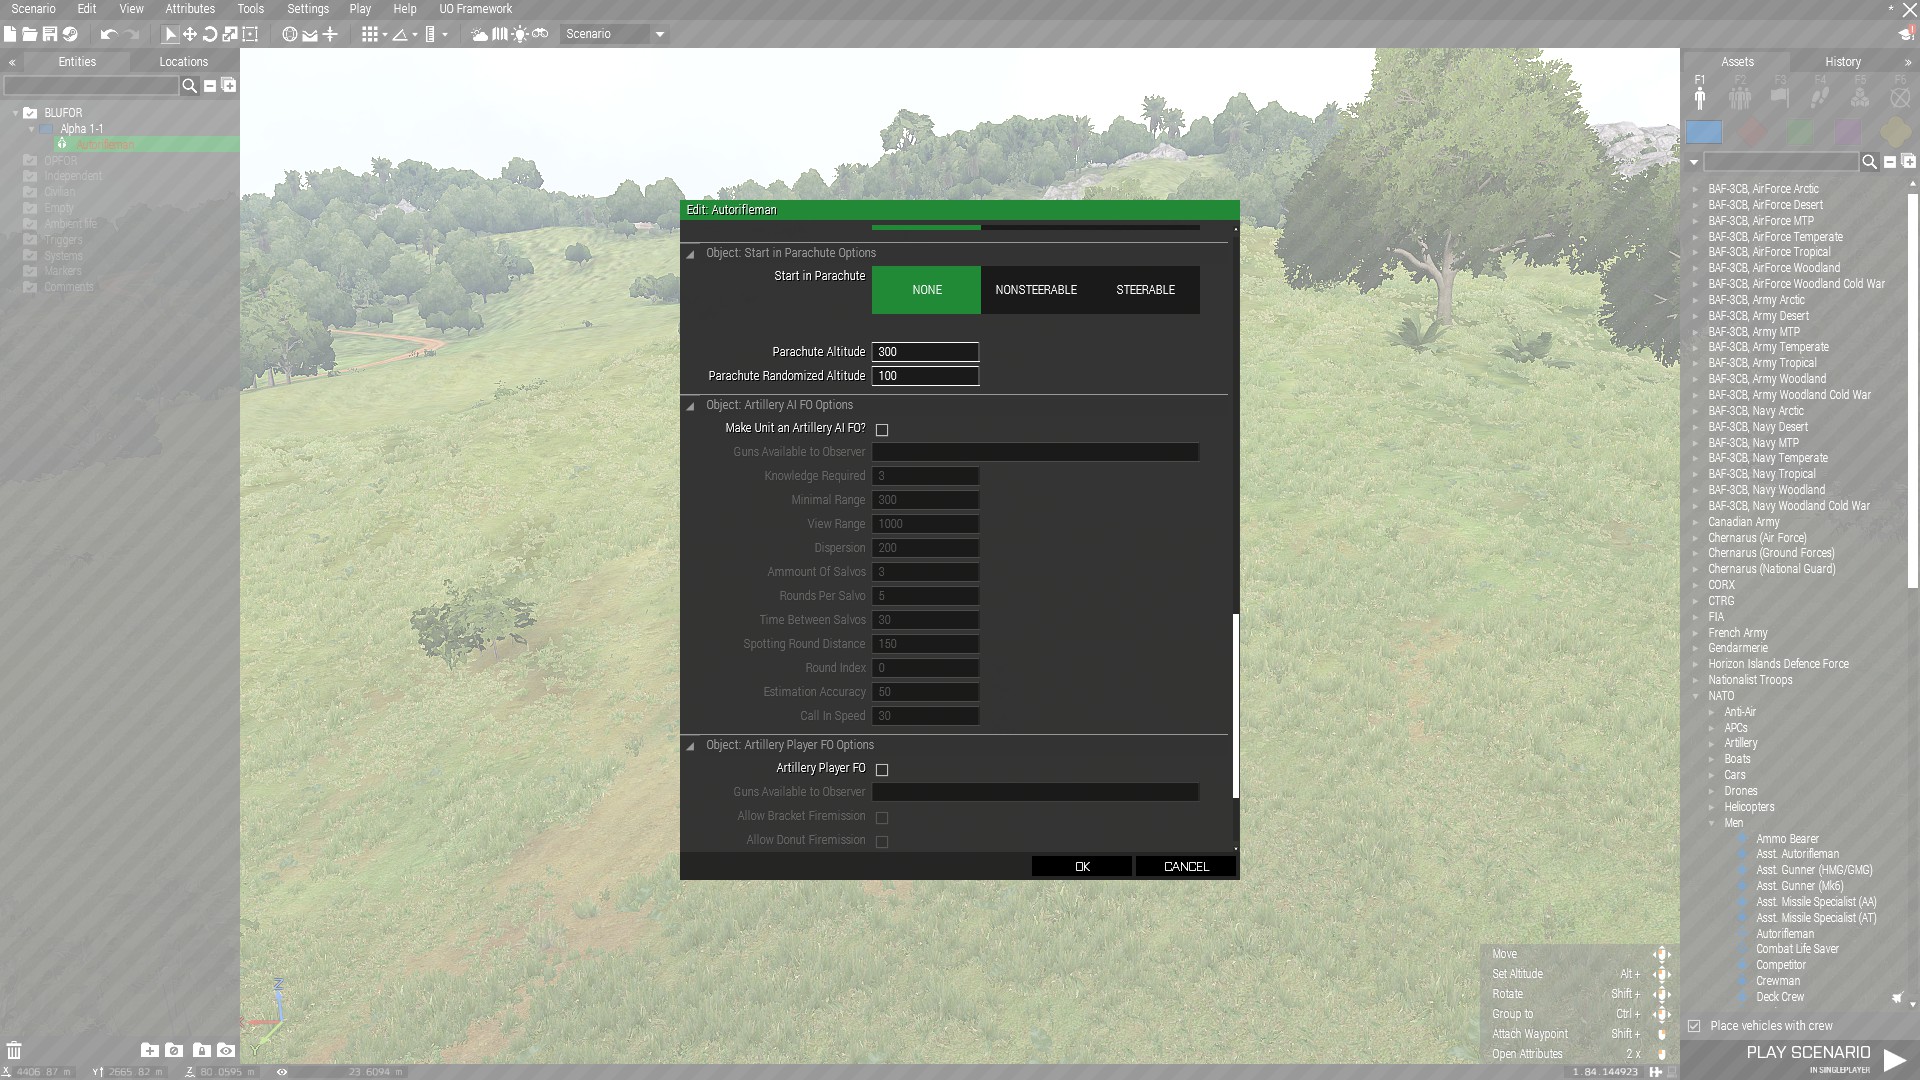 Scenario Edit View Attributes Tools Settings Play Help UO Framework
Scenario
Entities Locations
BLUFOR
Alpha 1-1
Autorifleman
OPFOR
Independent
Civilian
Empty
Ambient life
Triggers
Systems
Markers
Comments
Edit: Autorifleman
Object: Start in Parachute Options
Start in Parachute NONE NONSTEERABLE STEERABLE
Parachute Altitude 300
Parachute Randomized Altitude 100
Object: Artillery AI FO Options
Make Unit an Artillery AI FO?
Guns Available to Observer
Knowledge Required 3
Minimal Range 300
View Range 1000
Dispersion 200
Ammount Of Salvos 3
Rounds Per Salvo 5
Time Between Salvos 30
Spotting Round Distance 150
Round Index 0
Estimation Accuracy 50
Call In Speed 30
Object: Artillery Player FO Options
Artillery Player FO
Guns Available to Observer
Allow Bracket Firemission
Allow Donut Firemission
OK CANCEL
Assets History
F1 F2 F3 F4 F5 F6
BAF-3CB, AirForce Arctic
BAF-3CB, AirForce Desert
BAF-3CB, AirForce MTP
BAF-3CB, AirForce Temperate
BAF-3CB, AirForce Tropical
BAF-3CB, AirForce Woodland
BAF-3CB, AirForce Woodland Cold War
BAF-3CB, Army Arctic
BAF-3CB, Army Desert
BAF-3CB, Army MTP
BAF-3CB, Army Temperate
BAF-3CB, Army Tropical
BAF-3CB, Army Woodland
BAF-3CB, Army Woodland Cold War
BAF-3CB, Navy Arctic
BAF-3CB, Navy Desert
BAF-3CB, Navy MTP
BAF-3CB, Navy Temperate
BAF-3CB, Navy Tropical
BAF-3CB, Navy Woodland
BAF-3CB, Navy Woodland Cold War
Canadian Army
Chernarus (Air Force)
Chernarus (Ground Forces)
Chernarus (National Guard)
CORX
CTRG
FIA
French Army
Gendarmerie
Horizon Islands Defence Force
Nationalist Troops
NATO
Anti-Air
APCs
Artillery
Boats
Cars
Drones
Helicopters
Men
Ammo Bearer
Asst. Autorifleman
Asst. Gunner (HMG/GMG)
Asst. Gunner (Mk6)
Asst. Missile Specialist (AA)
Asst. Missile Specialist (AT)
Autorifleman
Combat Life Saver
Competitor
Crewman
Deck Crew
Place vehicles with crew
PLAY SCENARIO
IN SINGLEPLAYER
Move
Set Altitude Alt +
Rotate Shift +
Group to Ctrl +
Attach Waypoint Shift +
Open Attributes 2 x
X 4406.87 m Y 2665.82 m Z 80.0595 m 23.6094 m
1.84.144923
Z
X
Y